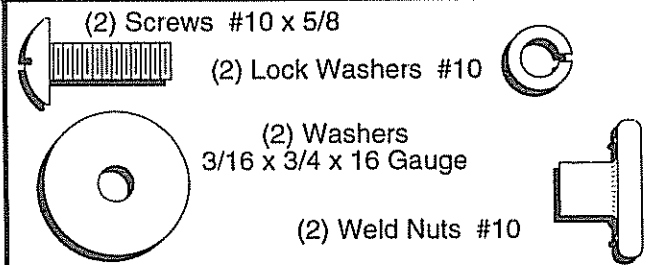 (2) Screws #10 x 5/8
(2) Lock Washers #10
(2) Washers
3/16 x 3/4 x 16 Gauge
(2) Weld Nuts #10